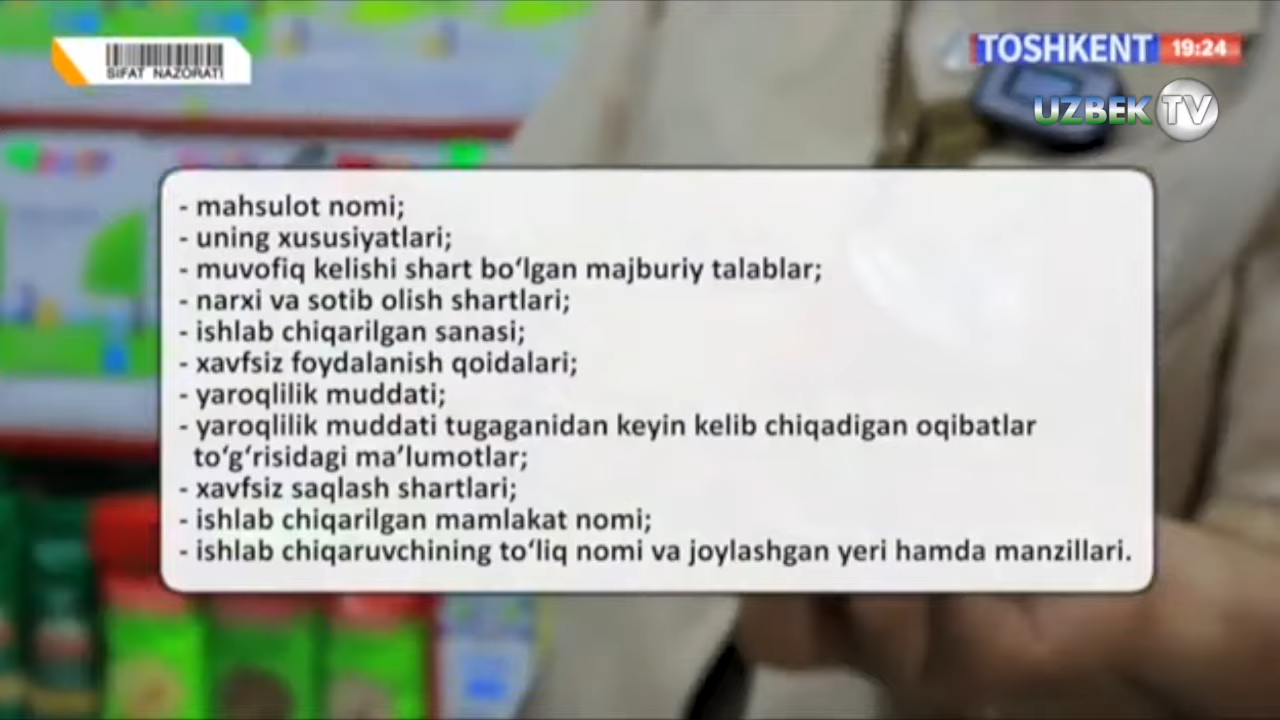 SIFAT NAZORATI
TOSHKENT 19:24
UZBEK TV
- mahsulot nomi;
- uning xususiyatlari;
- muvofiq kelishi shart bo‘lgan majburiy talablar;
- narxi va sotib olish shartlari;
- ishlab chiqarilgan sanasi;
- xavfsiz foydalanish qoidalari;
- yaroqlilik muddati;
- yaroqlilik muddati tugaganidan keyin kelib chiqadigan oqibatlar
to‘g‘risidagi ma’lumotlar;
- xavfsiz saqlash shartlari;
- ishlab chiqarilgan mamlakat nomi;
- ishlab chiqaruvchining to‘liq nomi va joylashgan yeri hamda manzillari.